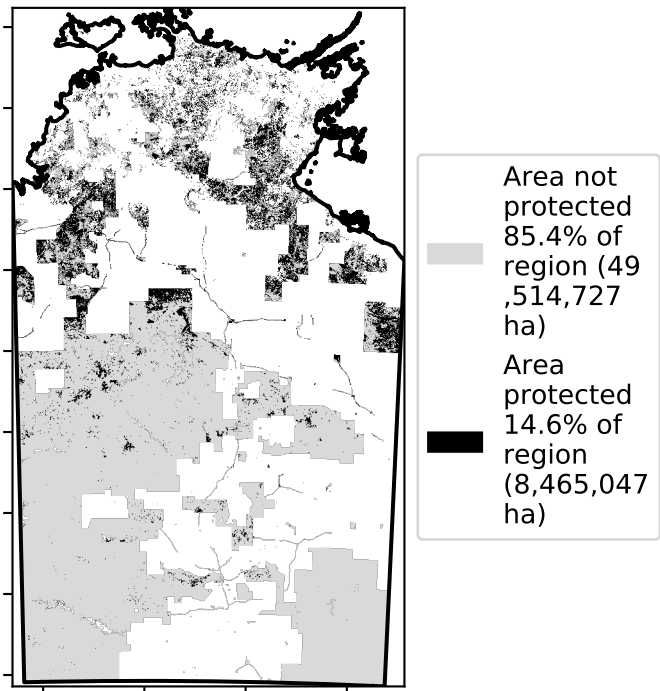 Area not
protected
85.4% of
region (49
,514,727
ha)
Area
protected
14.6% of
region
(8,465,047
ha)